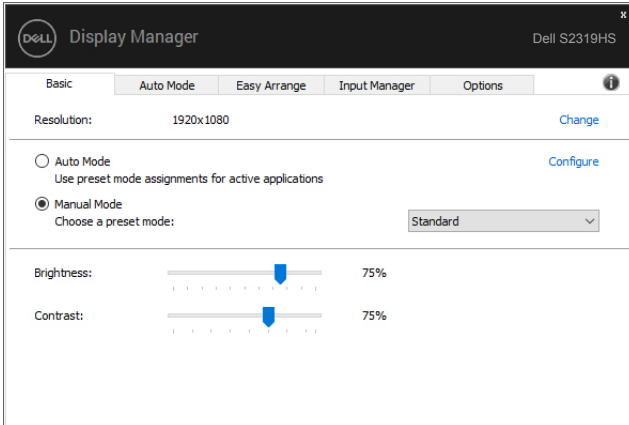 x
DELL Display Manager Dell S2319HS
Basic Auto Mode Easy Arrange Input Manager Options i
Resolution: 1920x1080 Change
Auto Mode Configure
Use preset mode assignments for active applications
Manual Mode
Choose a preset mode: Standard
Brightness: 75%
Contrast: 75%